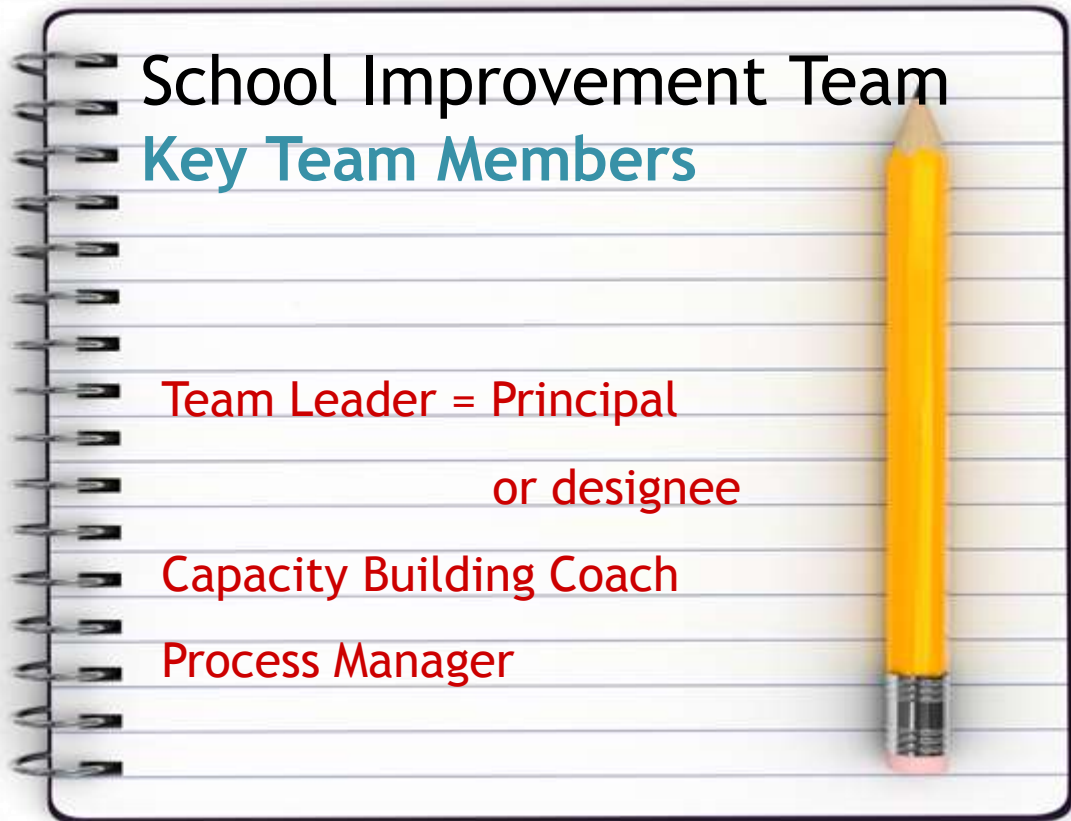 School Improvement Team
Key Team Members
Team Leader = Principal
or designee
Capacity Building Coach
Process Manager